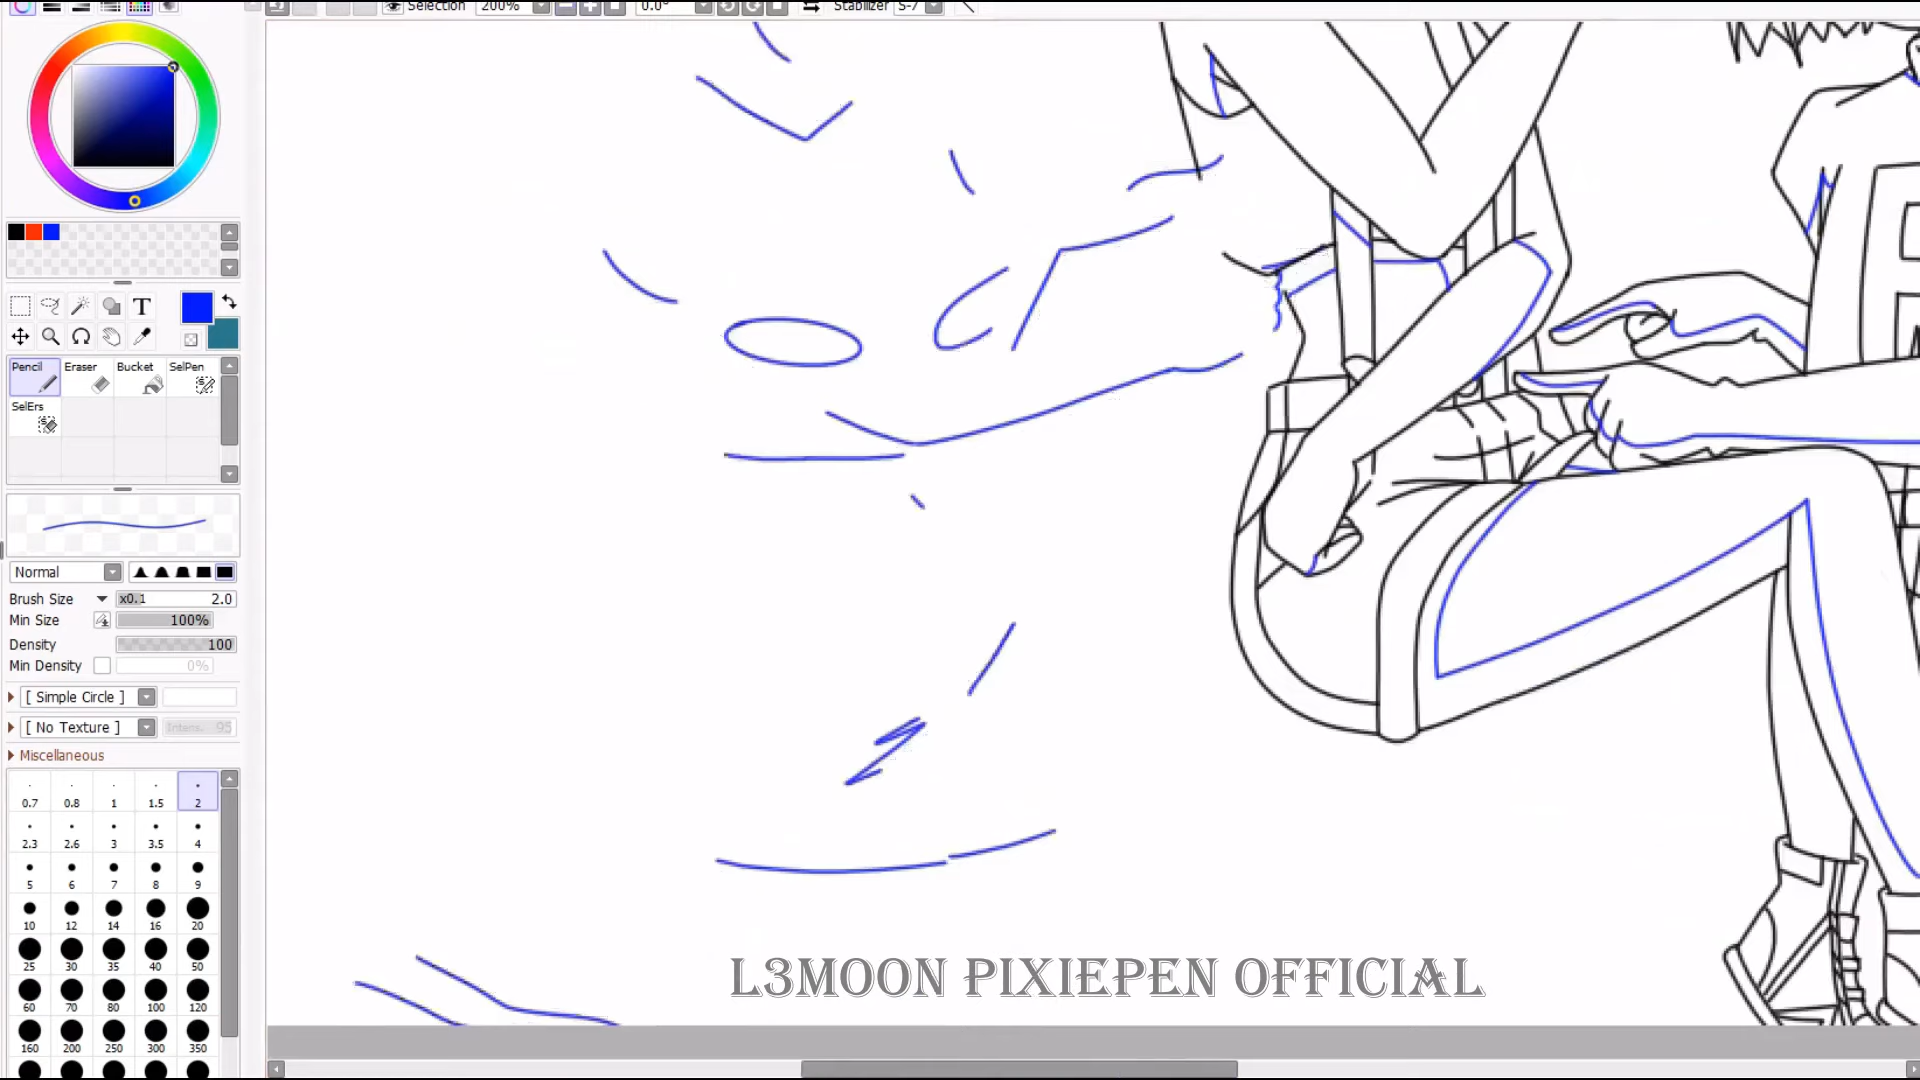 Selection 200% 0.0° Stabilizer S-7
T
Pencil Eraser Bucket SelPen
SelErs
Normal
Brush Size x0.1 2.0
Min Size 100%
Density 100
Min Density 0%
[ Simple Circle ]
[ No Texture ] Intens. 95
Miscellaneous
0.7 0.8 1 1.5 2
2.3 2.6 3 3.5 4
5 6 7 8 9
10 12 14 16 20
25 30 35 40 50
60 70 80 100 120
160 200 250 300 350
L3MOON PIXIEPEN OFFICIAL